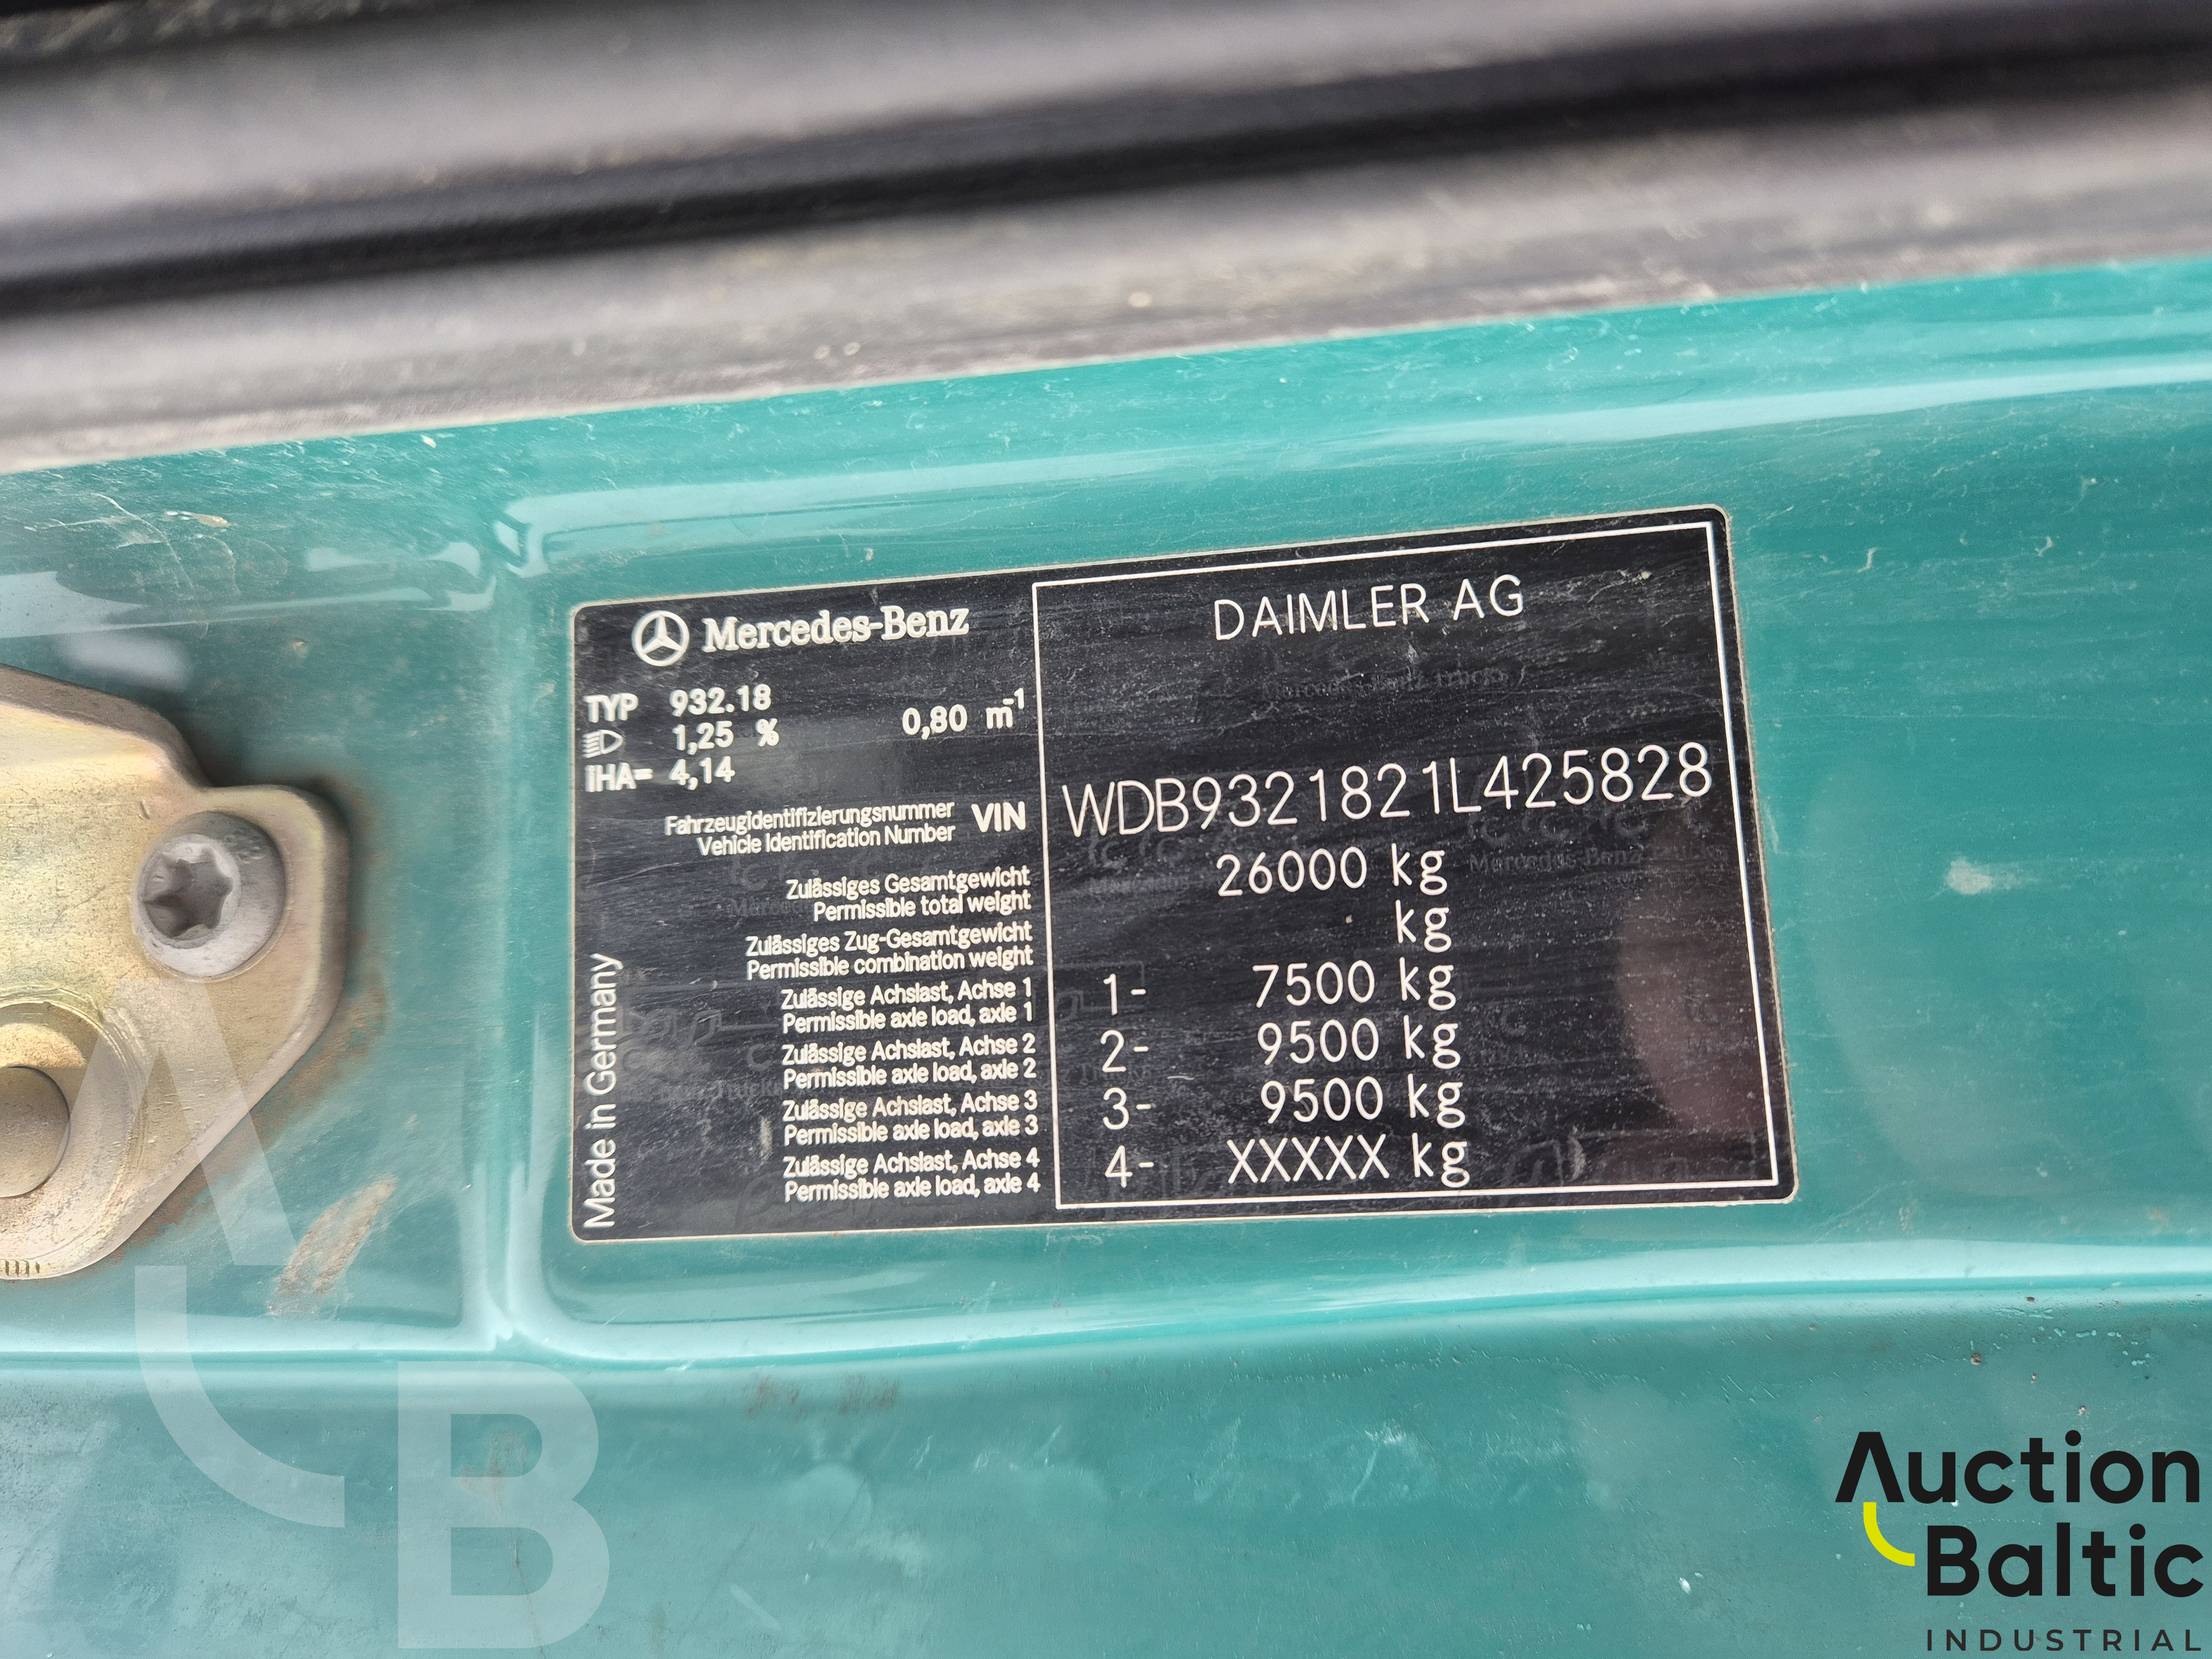 Mercedes-Benz
TYP 932.18
1,25 % 0,80 m-1
IHA= 4,14
Fahrzeugidentifizierungsnummer
Vehicle Identification Number VIN
Zulässiges Gesamtgewicht
Permissible total weight
Zulässiges Zug-Gesamtgewicht
Permissible combination weight
Zulässige Achslast, Achse 1
Permissible axle load, axle 1
Zulässige Achslast, Achse 2
Permissible axle load, axle 2
Zulässige Achslast, Achse 3
Permissible axle load, axle 3
Zulässige Achslast, Achse 4
Permissible axle load, axle 4
Made in Germany
DAIMLER AG
WDB9321821L425828
26000 kg
kg
1- 7500 kg
2- 9500 kg
3- 9500 kg
4- XXXXX kg
B
Auction
Baltic
INDUSTRIAL